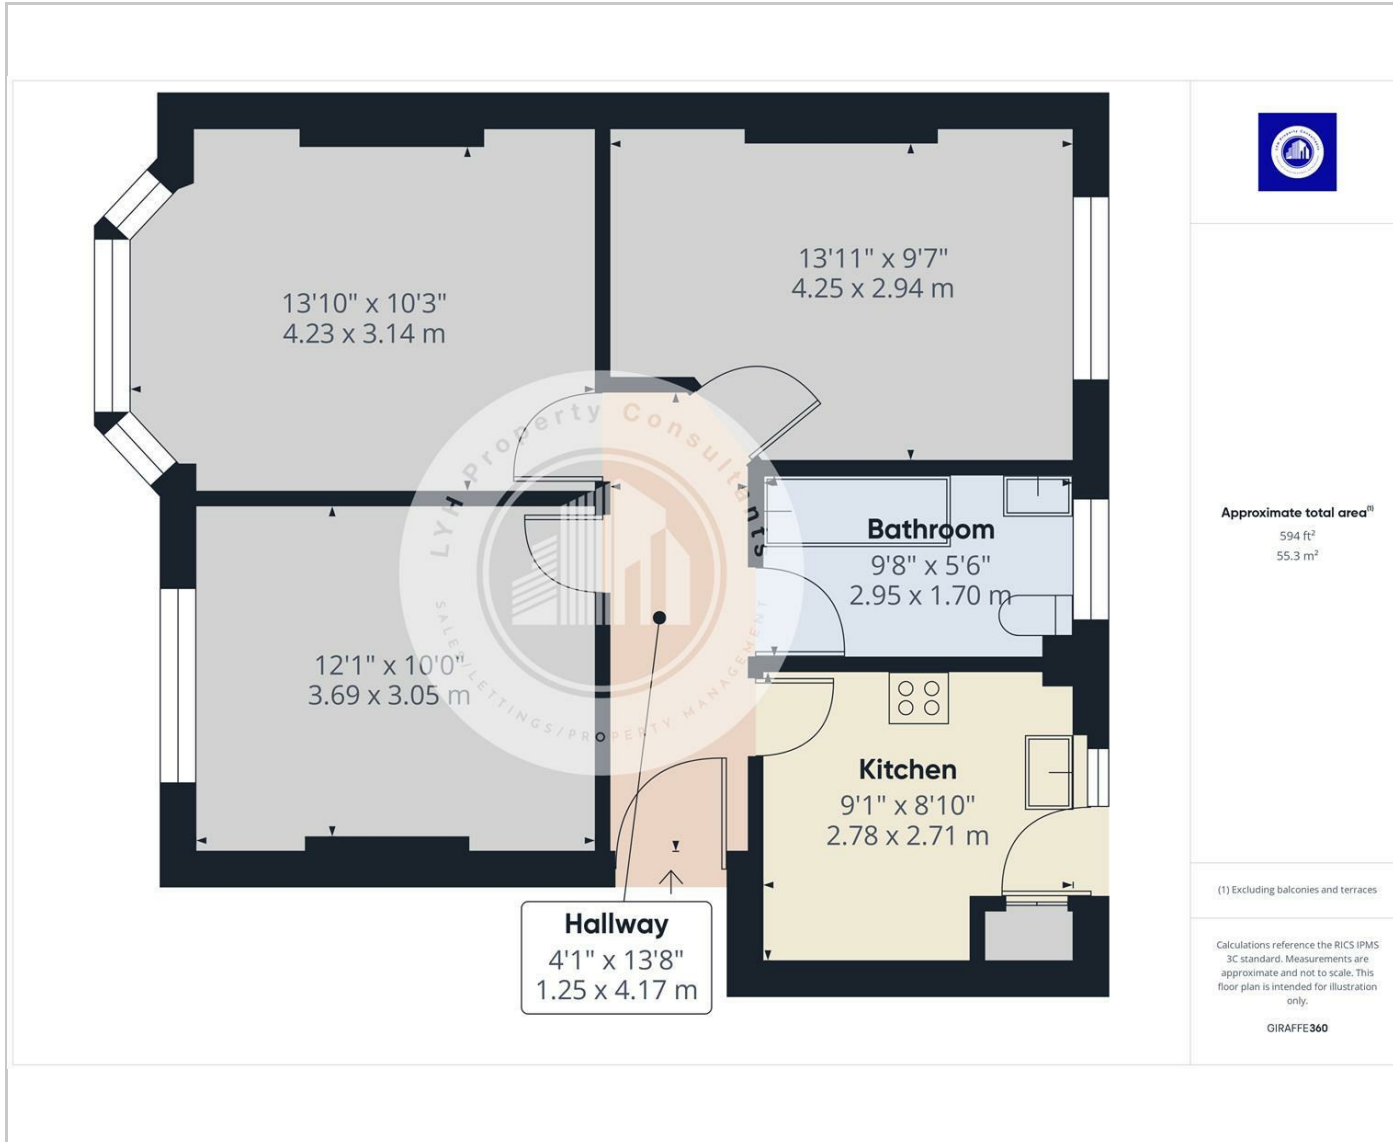 13'10" x 10'3"
4.23 x 3.14 m
13'11" x 9'7"
4.25 x 2.94 m
LYH Property Consultants
SALES/LETTINGS/PROPERTY MANAGEMENT
Bathroom
9'8" x 5'6"
2.95 x 1.70 m
12'1" x 10'0"
3.69 x 3.05 m
Kitchen
9'1" x 8'10"
2.78 x 2.71 m
Hallway
4'1" x 13'8"
1.25 x 4.17 m
Approximate total area⁽¹⁾
594 ft²
55.3 m²
(1) Excluding balconies and terraces
Calculations reference the RICS IPMS
3C standard. Measurements are
approximate and not to scale. This
floor plan is intended for illustration
only.
GIRAFFE360